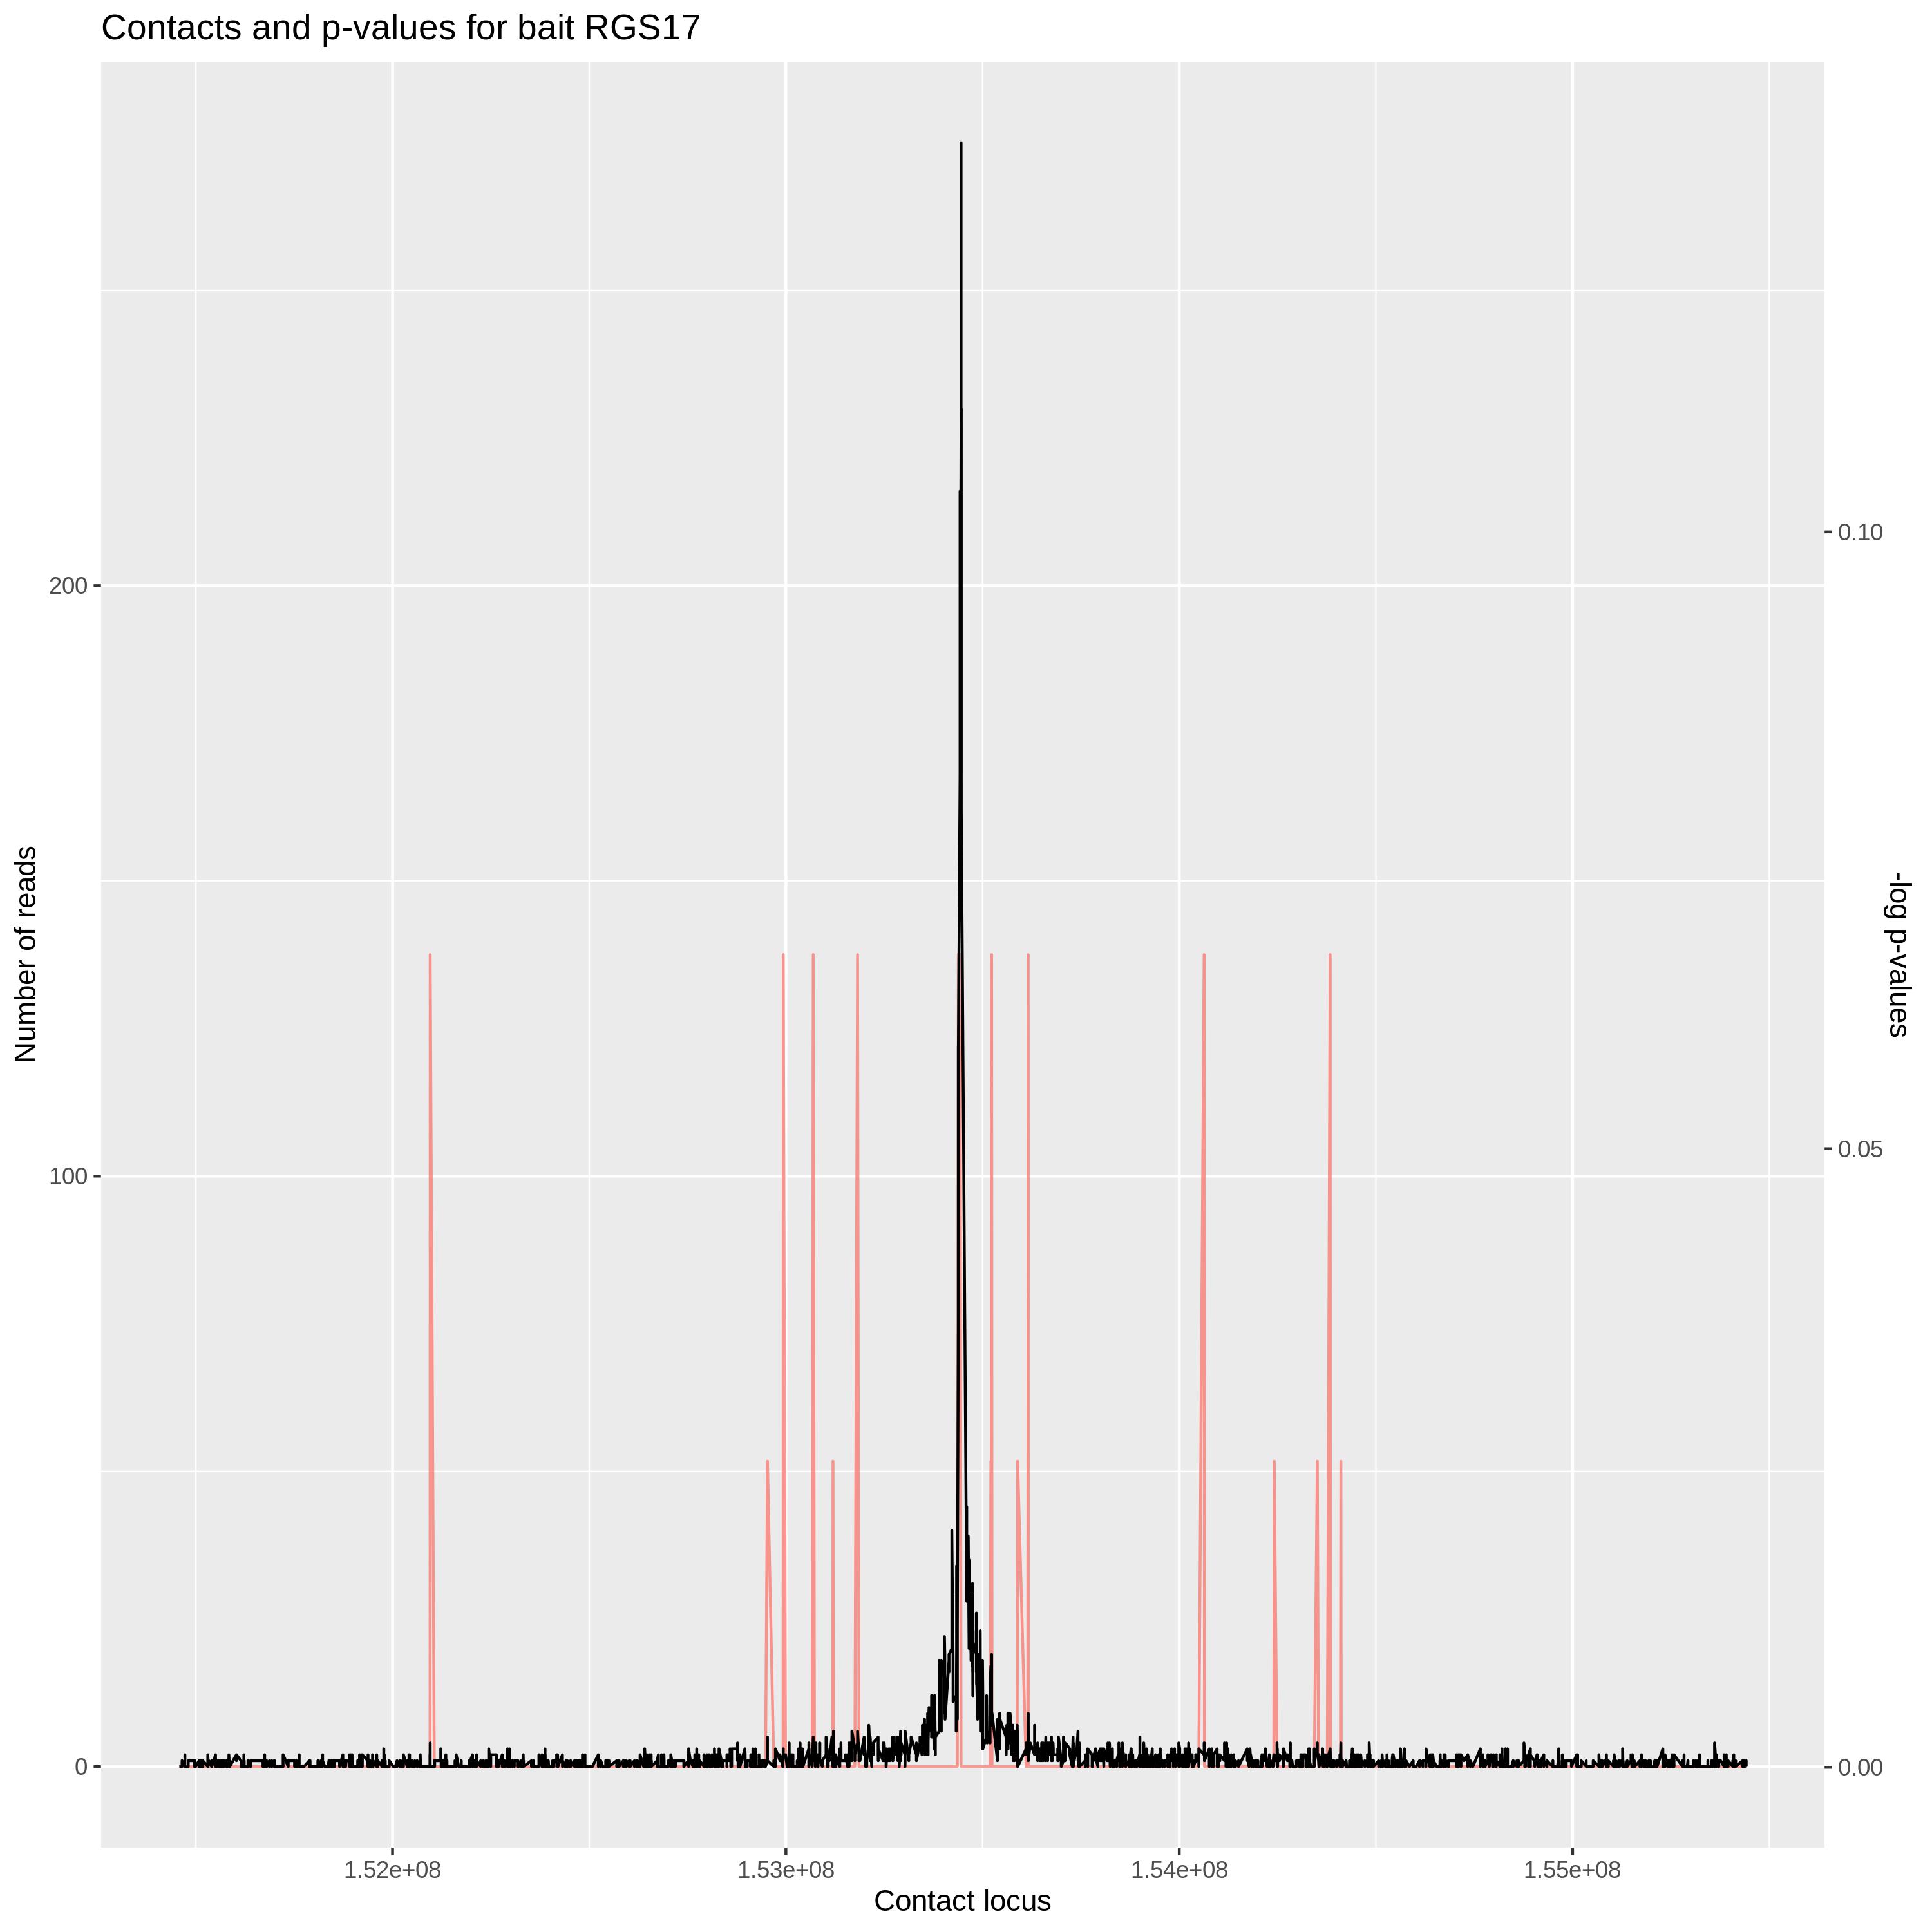 Contacts and p-values for bait RGS17
Number of reads
200
100
0
0.10
0.05
0.00
-log p-values
1.52e+08
1.53e+08
1.54e+08
1.55e+08
Contact locus